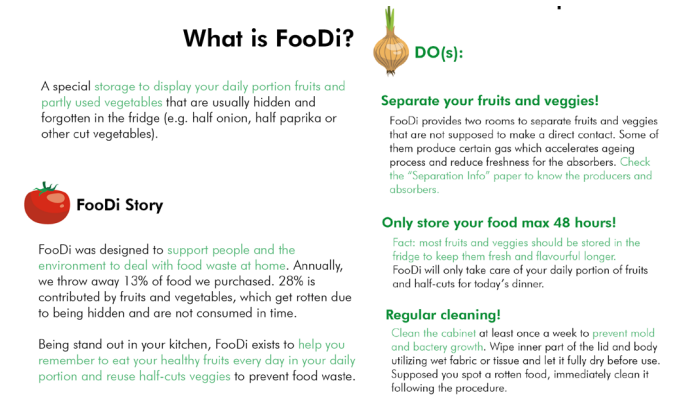 What is FooDi?
A special storage to display your daily portion fruits and
partly used vegetables that are usually hidden and
forgotten in the fridge (e.g. half onion, half paprika or
other cut vegetables).
FooDi Story
FooDi was designed to support people and the
environment to deal with food waste at home. Annually,
we throw away 13% of food we purchased. 28% is
contributed by fruits and vegetables, which get rotten due
to being hidden and are not consumed in time.
Being stand out in your kitchen, FooDi exists to help you
remember to eat your healthy fruits every day in your daily
portion and reuse half-cuts veggies to prevent food waste.
DO(s):
Separate your fruits and veggies!
FooDi provides two rooms to separate fruits and veggies
that are not supposed to make a direct contact. Some of
them produce certain gas which accelerates ageing
process and reduce freshness for the absorbers. Check
the "Separation Info" paper to know the producers and
absorbers.
Only store your food max 48 hours!
Fact: most fruits and veggies should be stored in the
fridge to keep them fresh and flavourful longer.
FooDi will only take care of your daily portion of fruits
and half-cuts for today's dinner.
Regular cleaning!
Clean the cabinet at least once a week to prevent mold
and bactery growth. Wipe inner part of the lid and body
utilizing wet fabric or tissue and let it fully dry before use.
Supposed you spot a rotten food, immediately clean it
following the procedure.